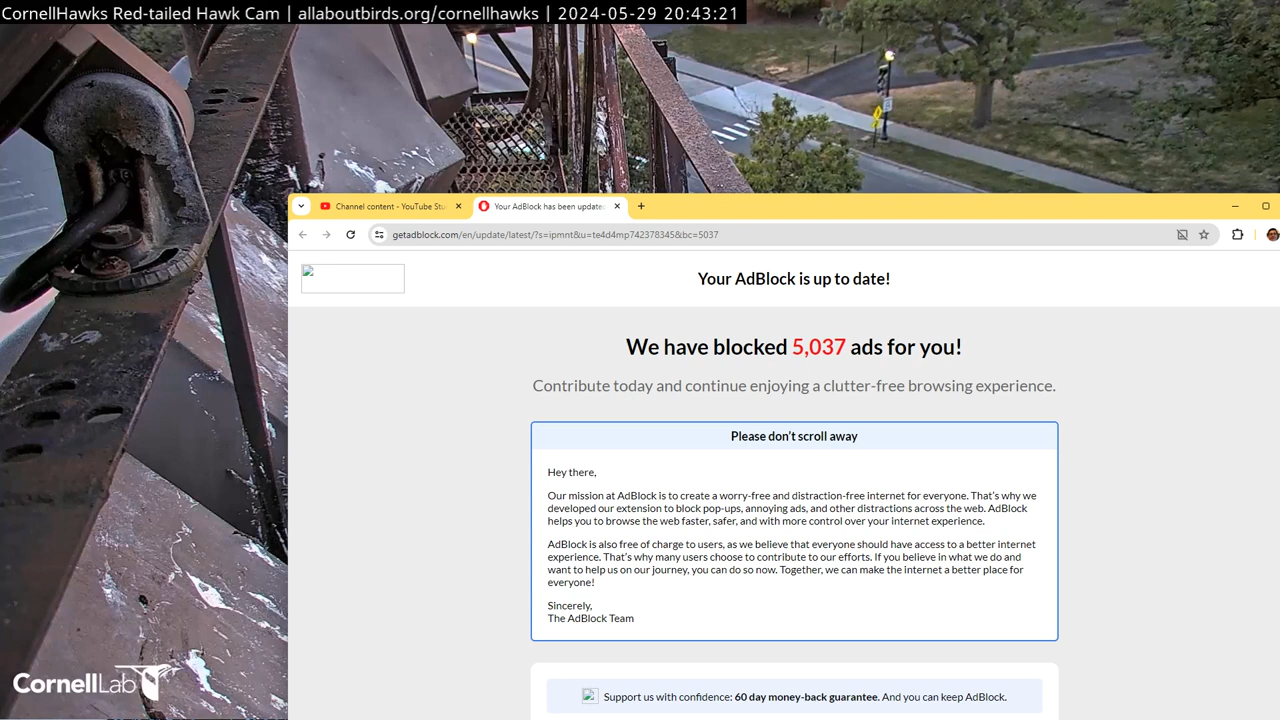 CornellHawks Red-tailed Hawk Cam | allaboutbirds.org/cornellhawks | 2024-05-29 20:43:21
Channel content - YouTube Stu
Your AdBlock has been update
getadblock.com/en/update/latest/?s=ipmnt&u=te4d4mp742378345&bc=5037
Your AdBlock is up to date!
We have blocked 5,037 ads for you!
Contribute today and continue enjoying a clutter-free browsing experience.
Please don't scroll away
Hey there,
Our mission at AdBlock is to create a worry-free and distraction-free internet for everyone. That's why we
developed our extension to block pop-ups, annoying ads, and other distractions across the web. AdBlock
helps you to browse the web faster, safer, and with more control over your internet experience.
AdBlock is also free of charge to users, as we believe that everyone should have access to a better internet
experience. That's why many users choose to contribute to our efforts. If you believe in what we do and
want to help us on our journey, you can do so now. Together, we can make the internet a better place for
everyone!
Sincerely,
The AdBlock Team
Support us with confidence: 60 day money-back guarantee. And you can keep AdBlock.
CornellLab